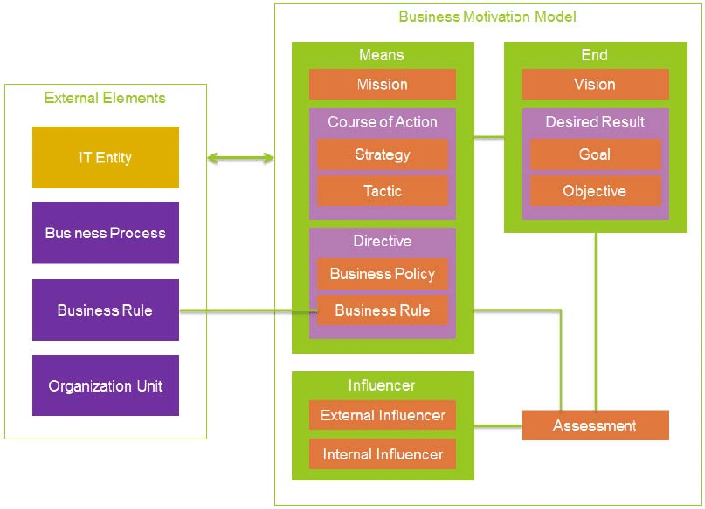 Business Motivation Model
External Elements
IT Entity
Business Process
Business Rule
Organization Unit
Means
Mission
Course of Action
Strategy
Tactic
Directive
Business Policy
Business Rule
End
Vision
Desired Result
Goal
Objective
Influencer
External Influencer
Internal Influencer
Assessment